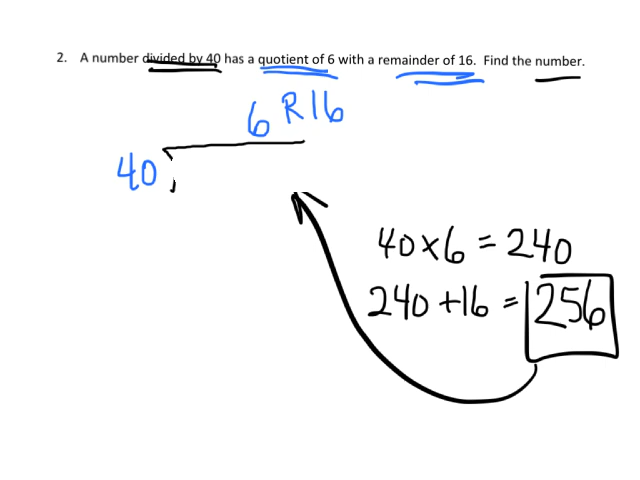 2. A number divided by 40 has a quotient of 6 with a remainder of 16. Find the number.
6 R16
40
40×6 = 240
240 +16 = 256